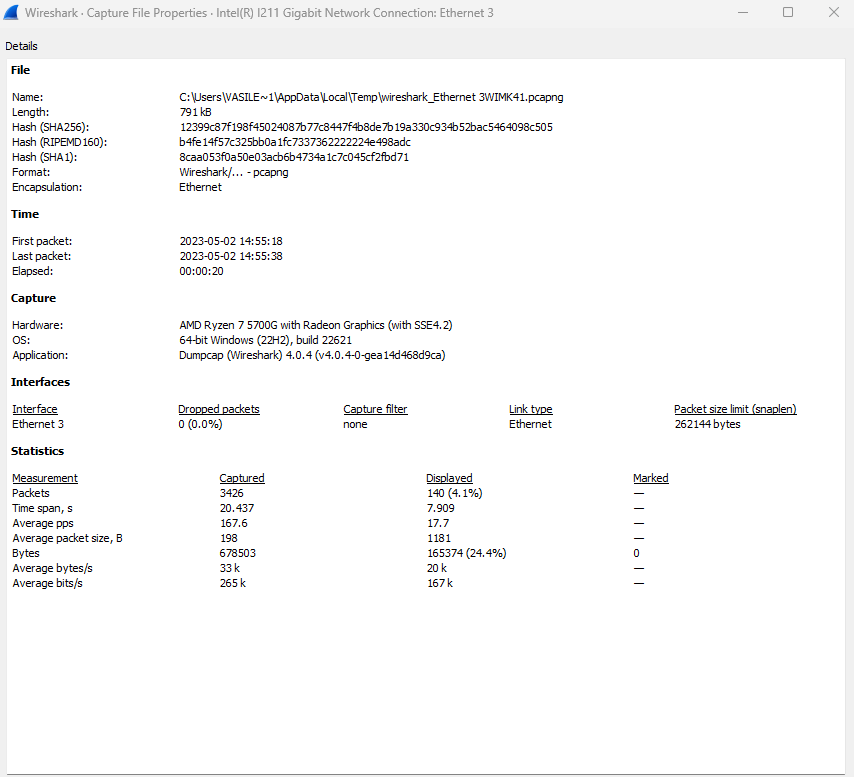 Wireshark · Capture File Properties · Intel(R) I211 Gigabit Network Connection: Ethernet 3
Details
File
Name: C:\Users\VASILE~1\AppData\Local\Temp\wireshark_Ethernet 3WIMK41.pcapng
Length: 791 kB
Hash (SHA256): 12399c87f198f45024087b77c8447f4b8de7b19a330c934b52bac5464098c505
Hash (RIPEMD160): b4fe14f57c325bb0a1fc7337362222224e498adc
Hash (SHA1): 8caa053f0a50e03acb6b4734a1c7c045cf2fbd71
Format: Wireshark/... - pcapng
Encapsulation: Ethernet
Time
First packet: 2023-05-02 14:55:18
Last packet: 2023-05-02 14:55:38
Elapsed: 00:00:20
Capture
Hardware: AMD Ryzen 7 5700G with Radeon Graphics (with SSE4.2)
OS: 64-bit Windows (22H2), build 22621
Application: Dumpcap (Wireshark) 4.0.4 (v4.0.4-0-gea14d468d9ca)
Interfaces
Interface Dropped packets Capture filter Link type Packet size limit (snaplen)
Ethernet 3 0 (0.0%) none Ethernet 262144 bytes
Statistics
Measurement Captured Displayed Marked
Packets 3426 140 (4.1%) —
Time span, s 20.437 7.909 —
Average pps 167.6 17.7 —
Average packet size, B 198 1181 —
Bytes 678503 165374 (24.4%) 0
Average bytes/s 33 k 20 k —
Average bits/s 265 k 167 k —